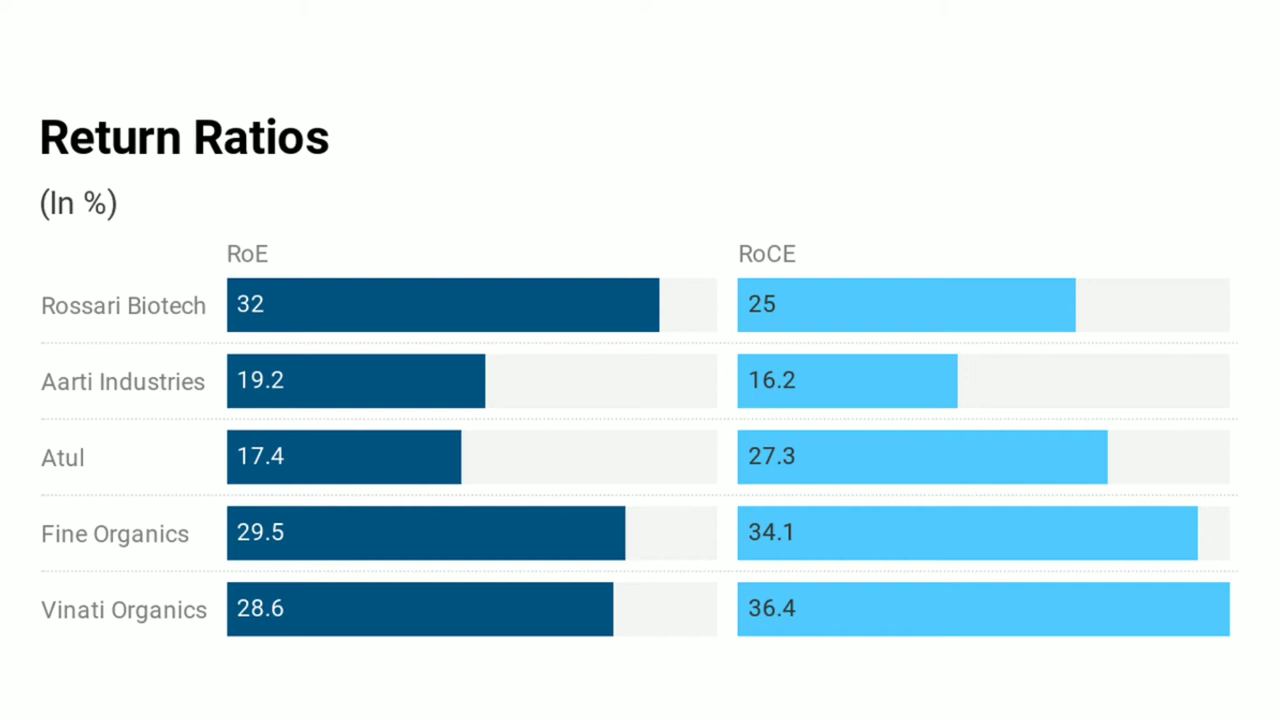 Return Ratios
(In %)
RoE RoCE
Rossari Biotech 32 25
Aarti Industries 19.2 16.2
Atul 17.4 27.3
Fine Organics 29.5 34.1
Vinati Organics 28.6 36.4